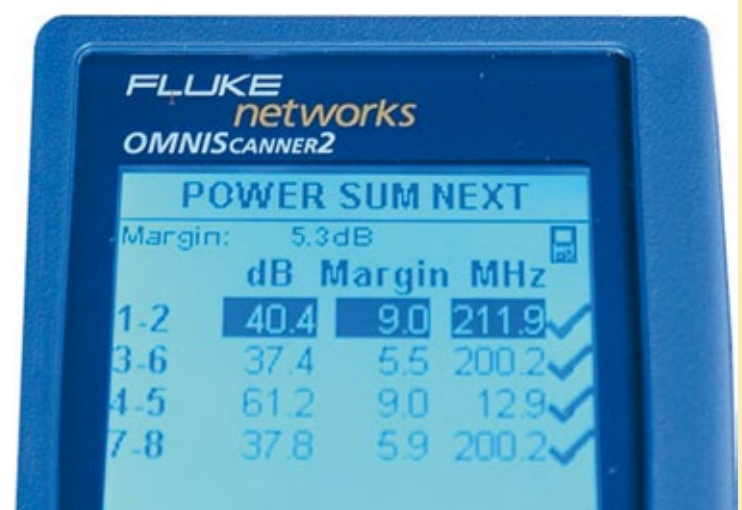 FLUKE
networks
OMNISCANNER2
POWER SUM NEXT
Margin: 5.3dB
dB Margin MHz
1-2 40.4 9.0 211.9
3-6 37.4 5.5 200.2
4-5 61.2 9.0 12.9
7-8 37.8 5.9 200.2